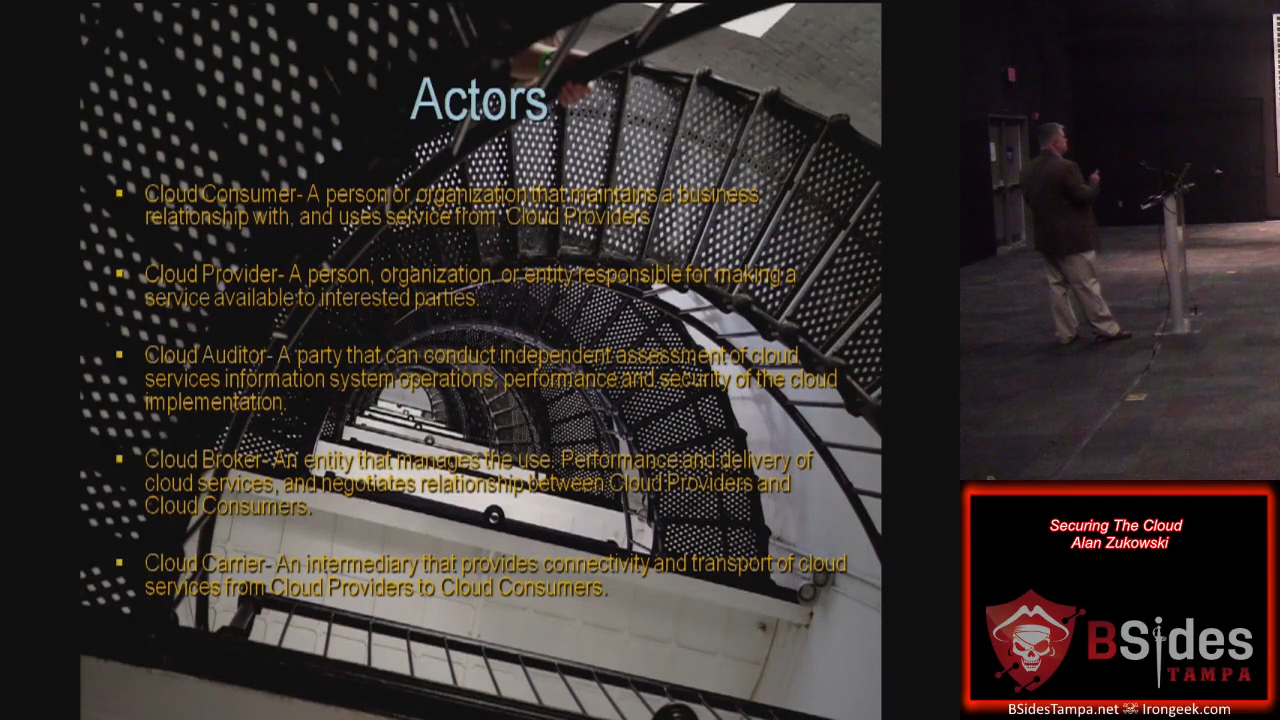 Actors
Cloud Consumer- A person or organization that maintains a business
relationship with, and uses service from, Cloud Providers
Cloud Provider- A person, organization, or entity responsible for making a
service available to interested parties.
Cloud Auditor- A party that can conduct independent assessment of cloud
services information system operations, performance and security of the cloud
implementation.
Cloud Broker- An entity that manages the use, Performance and delivery of
cloud services, and negotiates relationship between Cloud Providers and
Cloud Consumers.
Cloud Carrier- An intermediary that provides connectivity and transport of cloud
services from Cloud Providers to Cloud Consumers.
Securing The Cloud
Alan Zukowski
BSides
TAMPA
BSidesTampa.net Irongeek.com